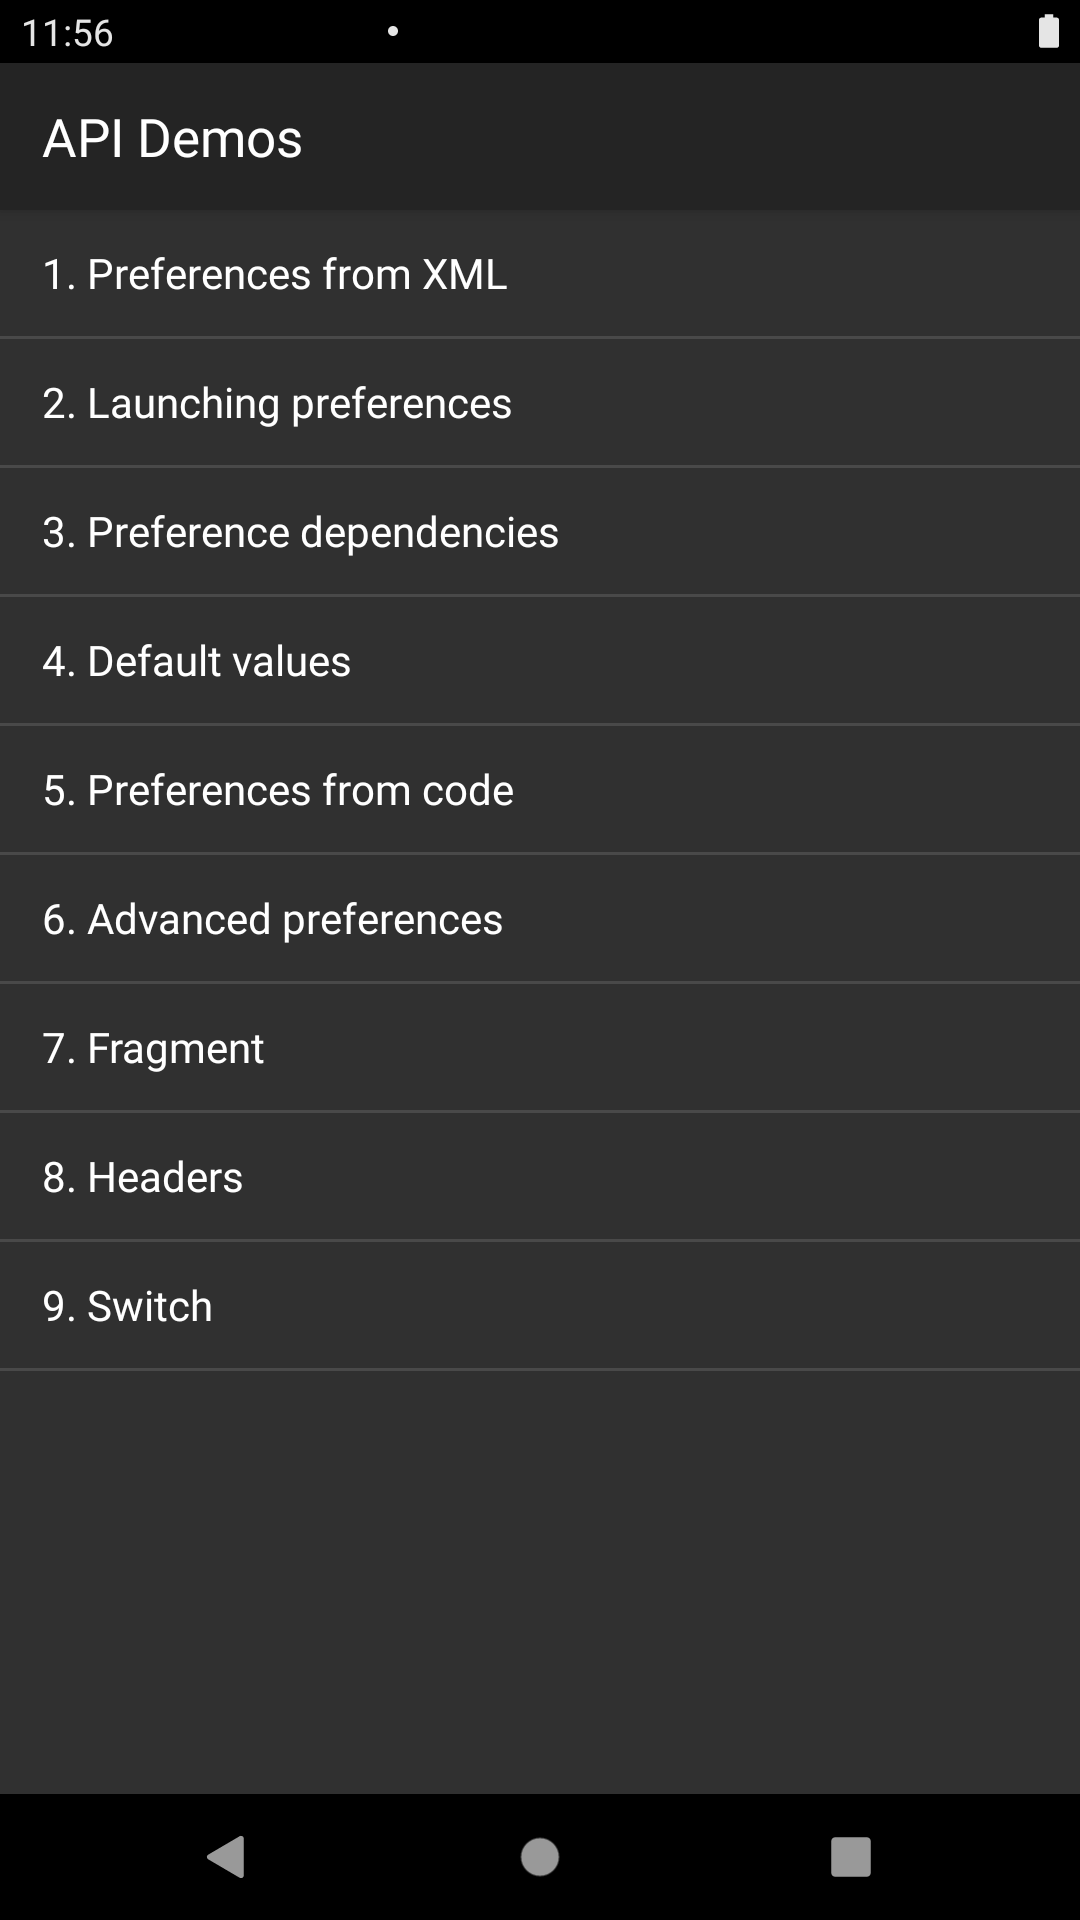 11:56
API Demos
1. Preferences from XML
2. Launching preferences
3. Preference dependencies
4. Default values
5. Preferences from code
6. Advanced preferences
7. Fragment
8. Headers
9. Switch